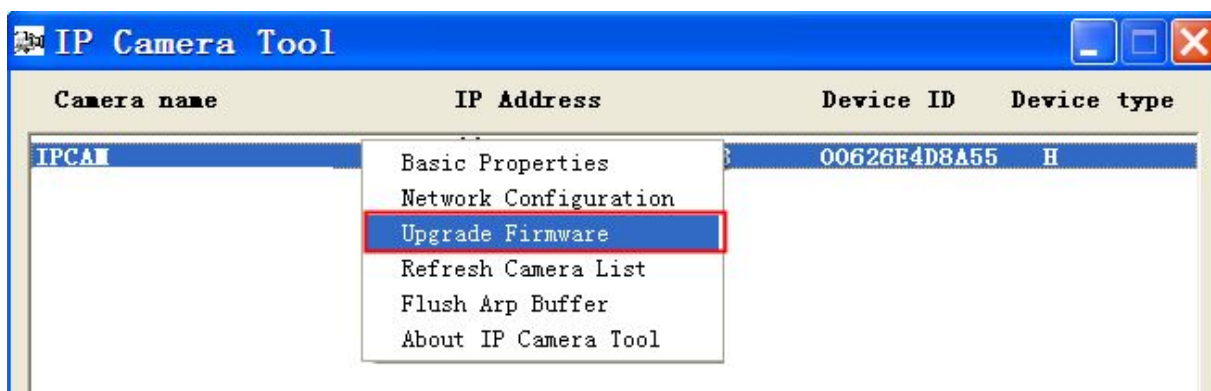 IP Camera Tool
Camera name IP Address Device ID Device type
IPCAM 00626E4D8A55 H
Basic Properties
Network Configuration
Upgrade Firmware
Refresh Camera List
Flush Arp Buffer
About IP Camera Tool